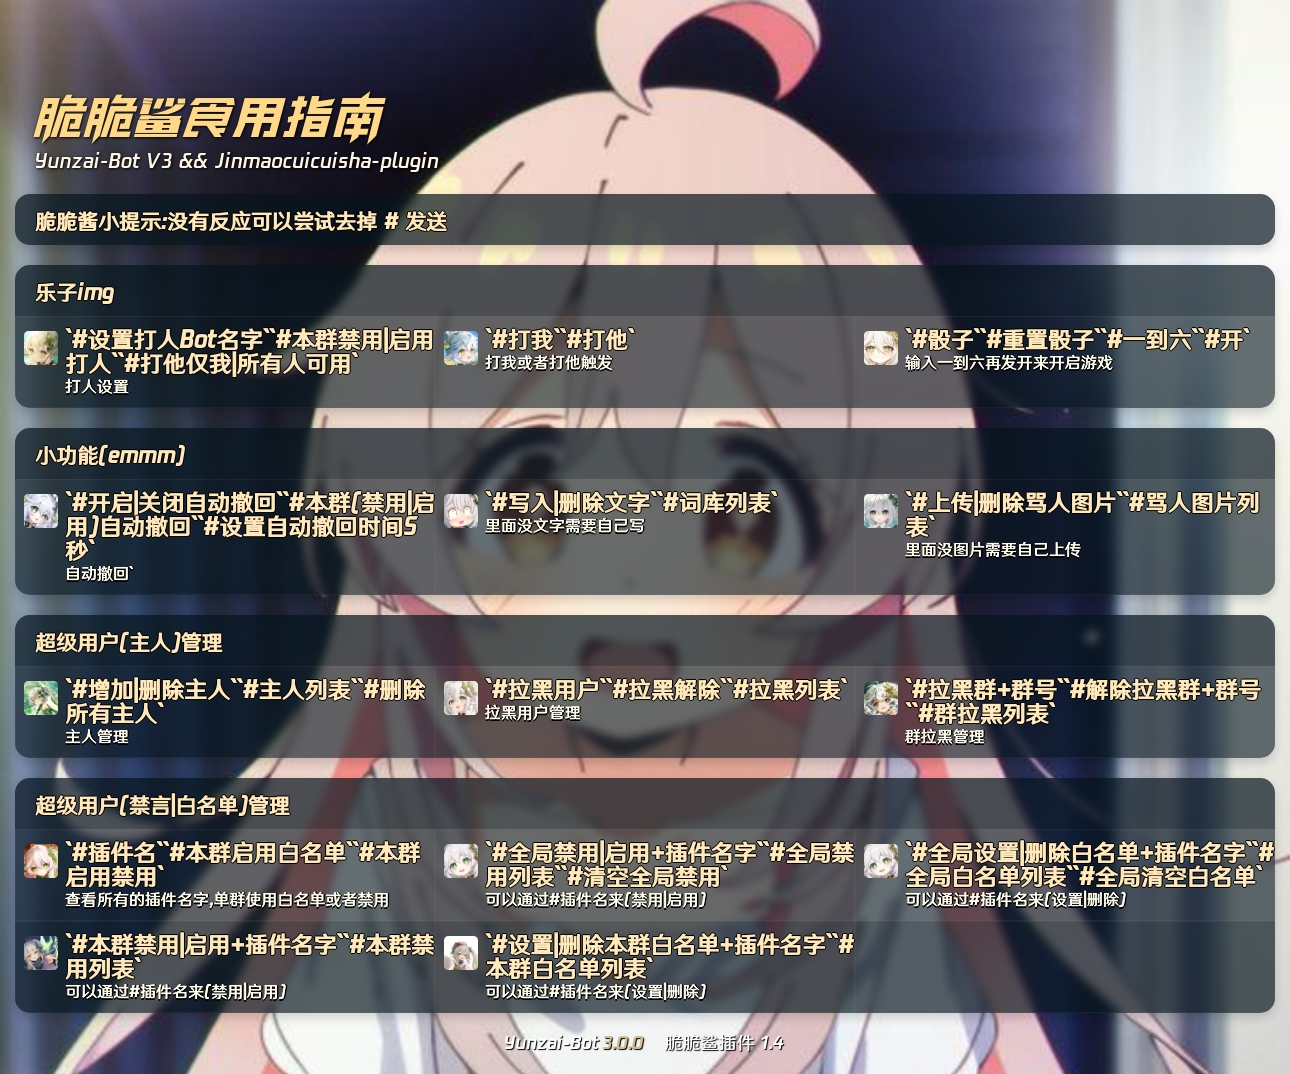 脆脆鲨食用指南
Yunzai-Bot V3 && Jinmaocuicuisha-plugin
脆脆酱小提示:没有反应可以尝试去掉 # 发送
乐子img
`#设置打人Bot名字``#本群禁用|启用
打人``#打他仅我|所有人可用`
打人设置
`#打我``#打他`
打我或者打他触发
`#骰子``#重置骰子``#一到六``#开`
输入一到六再发开来开启游戏
小功能(emmm)
`#开启|关闭自动撤回``#本群(禁用|启
用)自动撤回``#设置自动撤回时间5
秒`
自动撤回`
`#写入|删除文字``#词库列表`
里面没文字需要自己写
`#上传|删除骂人图片``#骂人图片列
表`
里面没图片需要自己上传
超级用户(主人)管理
`#增加|删除主人``#主人列表``#删除
所有主人`
主人管理
`#拉黑用户``#拉黑解除``#拉黑列表`
拉黑用户管理
`#拉黑群+群号``#解除拉黑群+群号
``#群拉黑列表`
群拉黑管理
超级用户(禁言|白名单)管理
`#插件名``#本群启用白名单``#本群
启用禁用`
查看所有的插件名字,单群使用白名单或者禁用
`#全局禁用|启用+插件名字``#全局禁
用列表``#清空全局禁用`
可以通过#插件名来(禁用|启用)
`#全局设置|删除白名单+插件名字``#
全局白名单列表``#全局清空白名单`
可以通过#插件名来(设置|删除)
`#本群禁用|启用+插件名字``#本群禁
用列表`
可以通过#插件名来(禁用|启用)
`#设置|删除本群白名单+插件名字``#
本群白名单列表`
可以通过#插件名来(设置|删除)
Yunzai-Bot 3.0.0 脆脆鲨插件 1.4